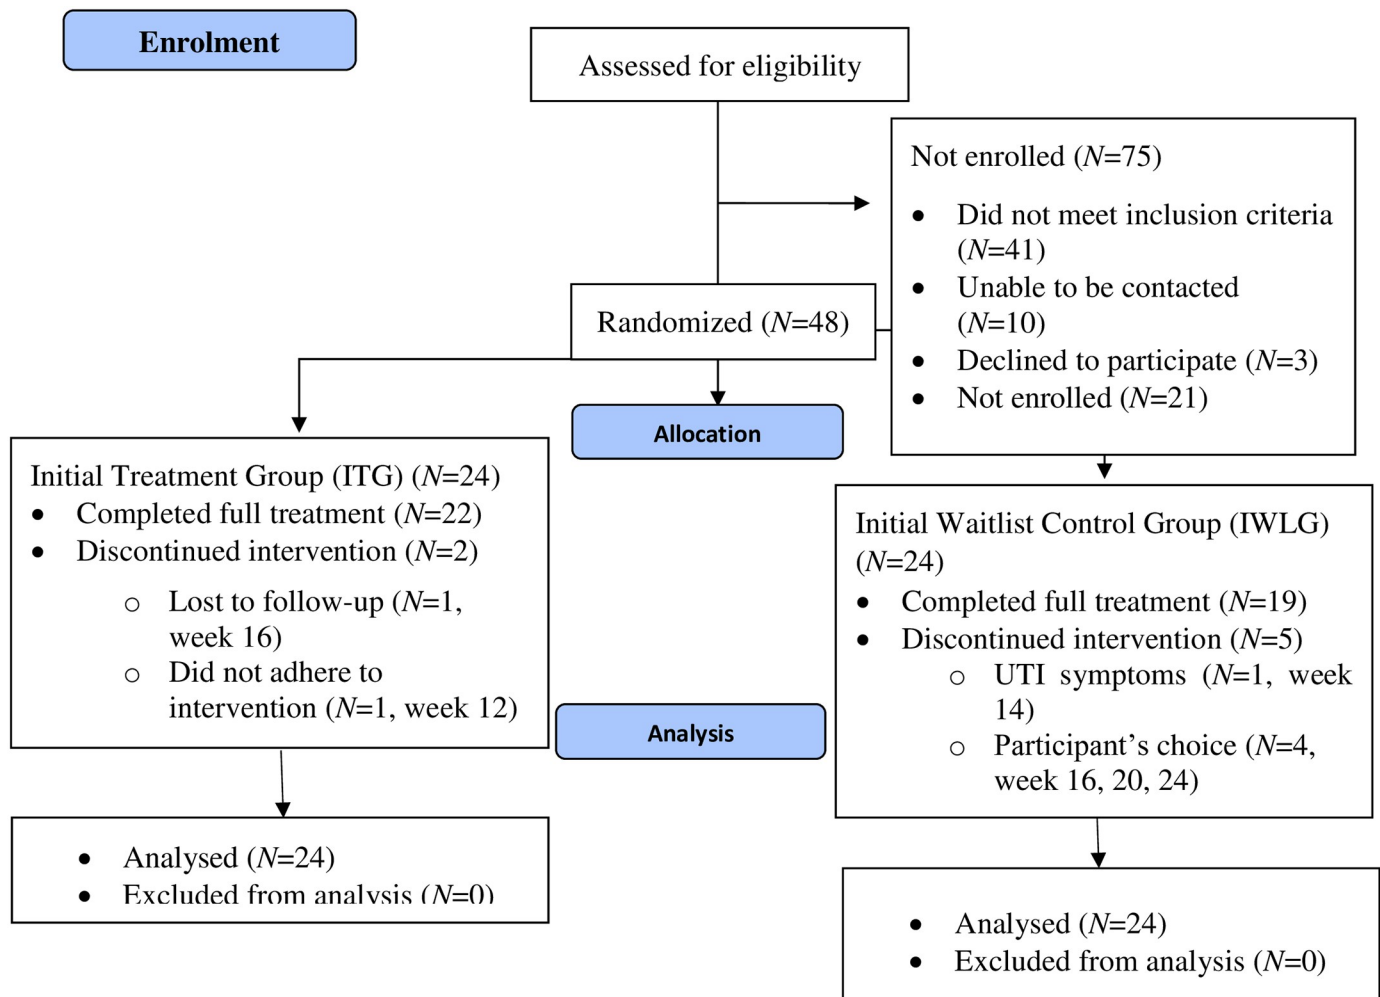 Enrolment
Assessed for eligibility
Not enrolled (N=75)
• Did not meet inclusion criteria
(N=41)
• Unable to be contacted
(N=10)
• Declined to participate (N=3)
• Not enrolled (N=21)
Randomized (N=48)
Allocation
Initial Treatment Group (ITG) (N=24)
• Completed full treatment (N=22)
• Discontinued intervention (N=2)
o Lost to follow-up (N=1,
week 16)
o Did not adhere to
intervention (N=1, week 12)
Initial Waitlist Control Group (IWLG)
(N=24)
• Completed full treatment (N=19)
• Discontinued intervention (N=5)
o UTI symptoms (N=1, week
14)
o Participant’s choice (N=4,
week 16, 20, 24)
Analysis
• Analysed (N=24)
• Excluded from analysis (N=0)
• Analysed (N=24)
• Excluded from analysis (N=0)